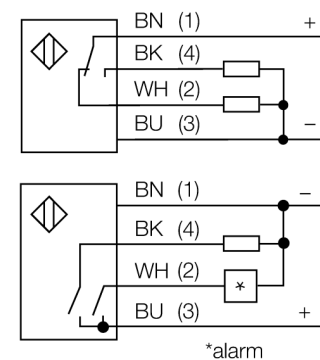 BN (1) +
BK (4)
WH (2)
BU (3) −
BN (1) −
BK (4)
WH (2)
*
BU (3) +
*alarm